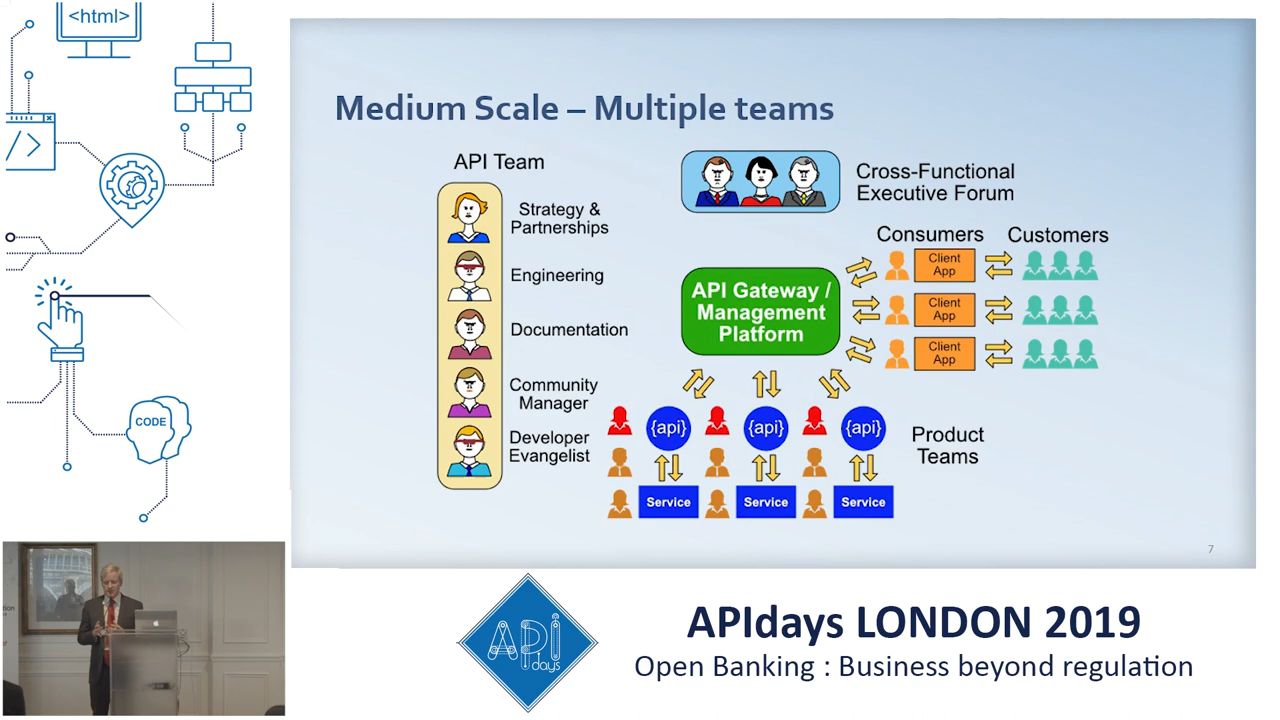 <html>
</>
CODE
Medium Scale – Multiple teams
API Team
Strategy &
Partnerships
Engineering
Documentation
Community
Manager
Developer
Evangelist
Cross-Functional
Executive Forum
Consumers
Customers
API Gateway /
Management
Platform
Client
App
Client
App
Client
App
{api}
{api}
{api}
Service
Service
Service
Product
Teams
7
API
days
APIdays LONDON 2019
Open Banking : Business beyond regulation